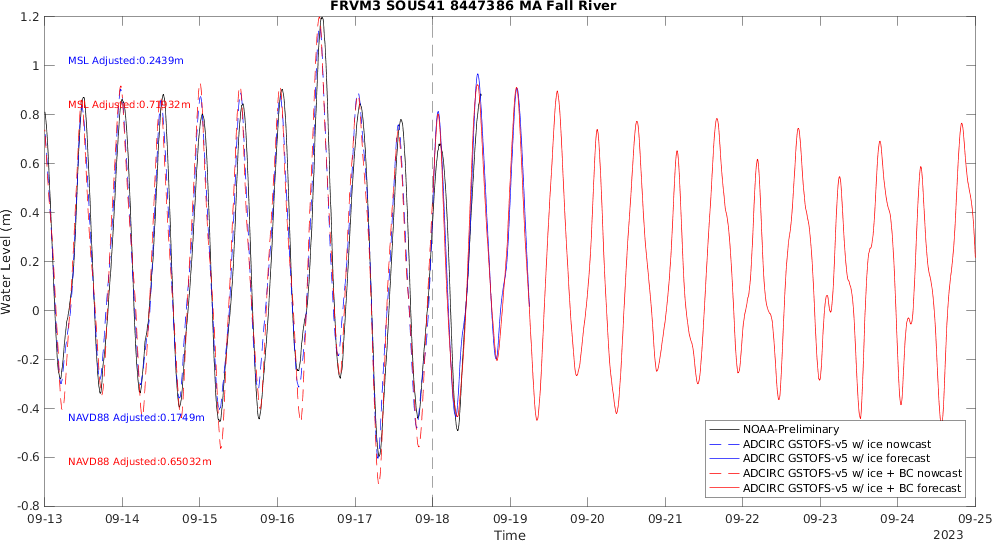 FRVM3 SOUS41 8447386 MA Fall River
1.2
1
0.8
0.6
0.4
0.2
0
-0.2
-0.4
-0.6
-0.8
Water Level (m)
MSL Adjusted:0.2439m
MSL Adjusted:0.71932m
NAVD88 Adjusted:0.1749m
NAVD88 Adjusted:0.65032m
NOAA-Preliminary
ADCIRC GSTOFS-v5 w/ ice nowcast
ADCIRC GSTOFS-v5 w/ ice forecast
ADCIRC GSTOFS-v5 w/ ice + BC nowcast
ADCIRC GSTOFS-v5 w/ ice + BC forecast
09-13 09-14 09-15 09-16 09-17 09-18 09-19 09-20 09-21 09-22 09-23 09-24 09-25
Time
2023